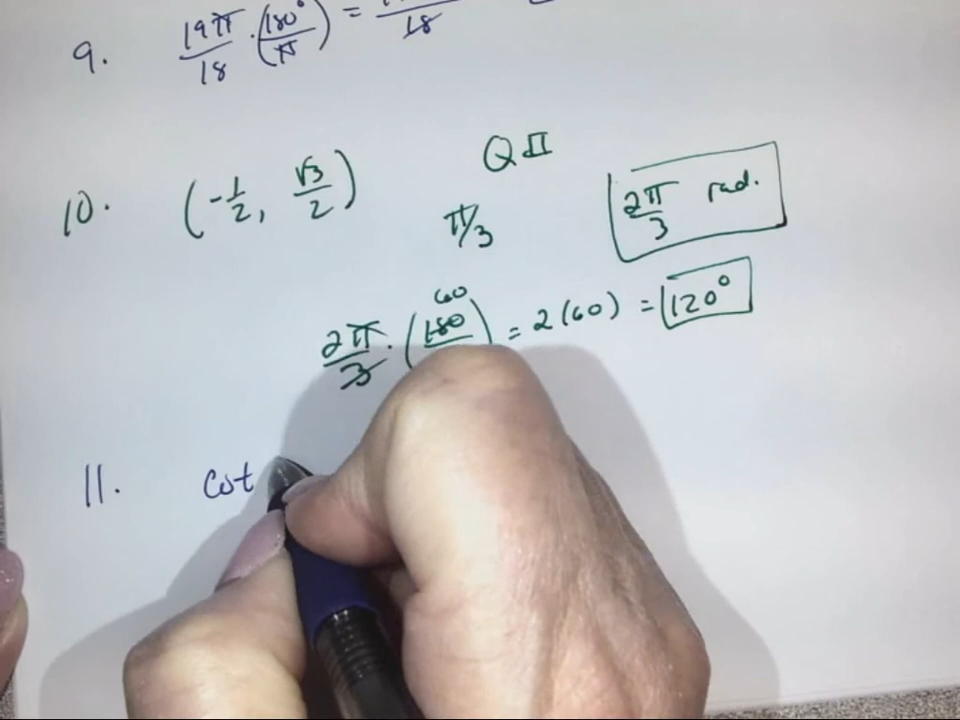 9. 19π/18 · (180°/π) = /18
10. (-1/2, √3/2) QII
π/3 2π/3 rad.
60
2π/3 · (180 ) = 2(60) = 120°
11. cot